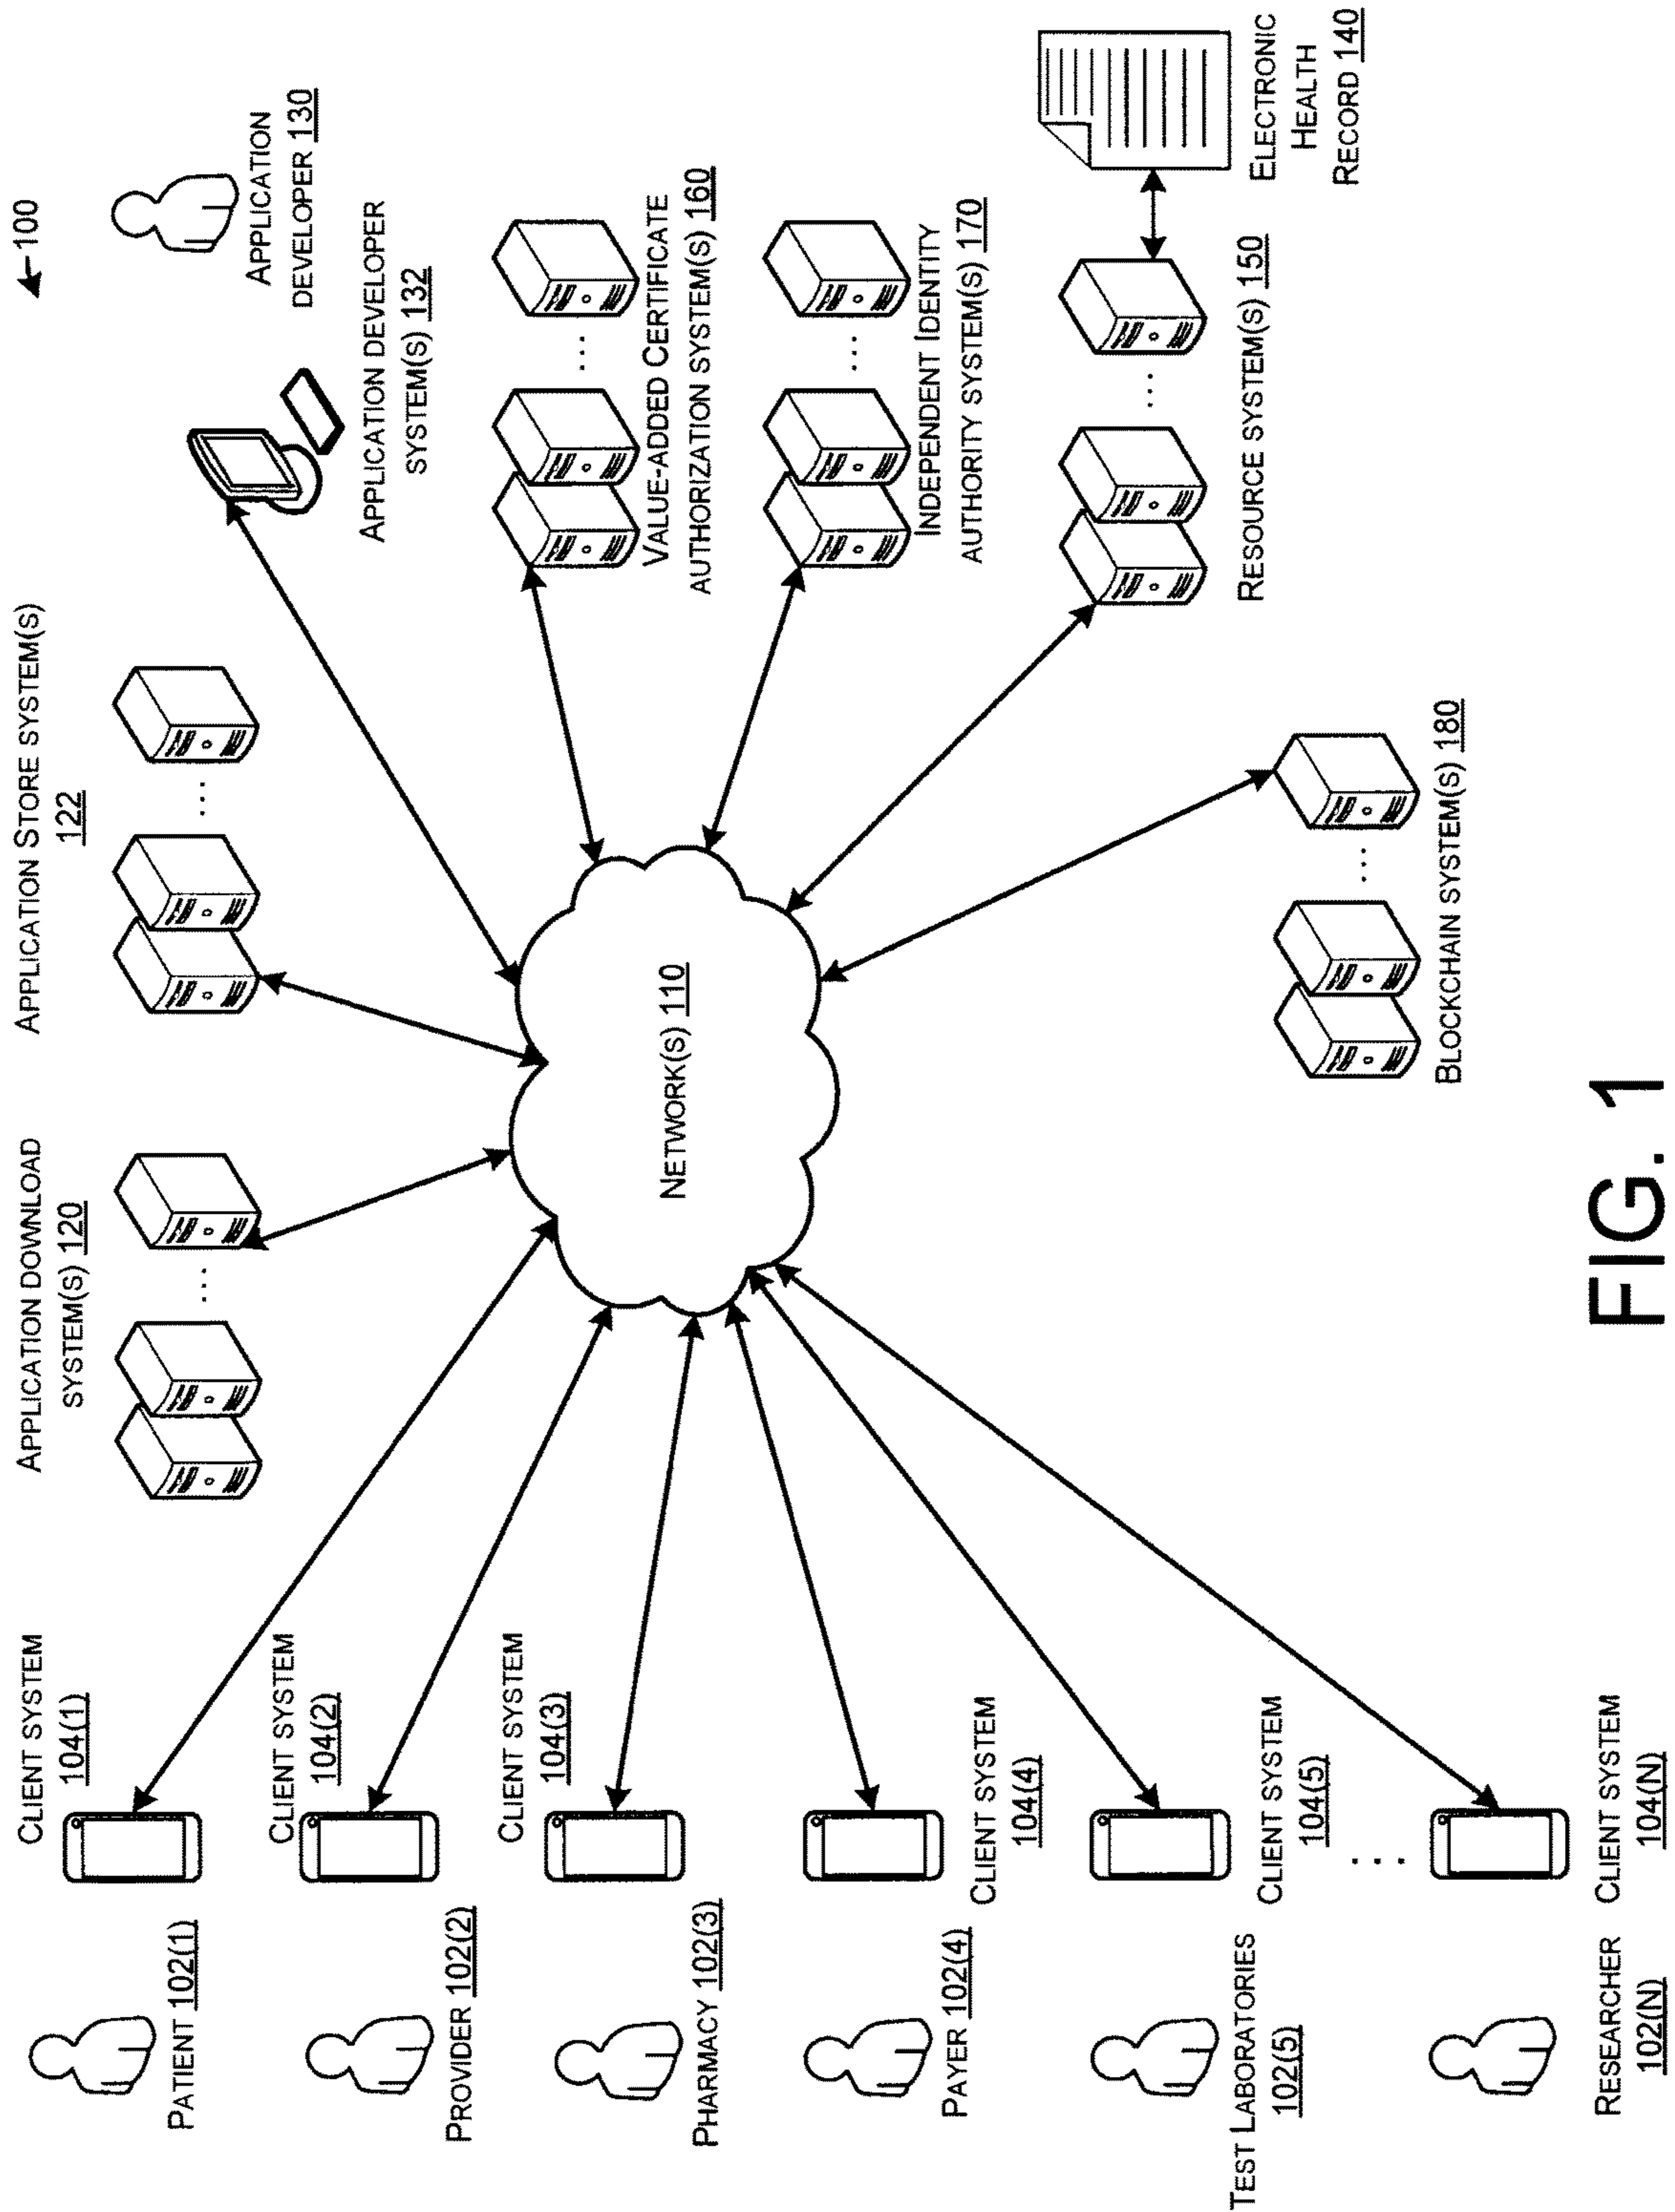 100
APPLICATION DOWNLOAD
SYSTEM(S) 120
APPLICATION STORE SYSTEM(S)
122
APPLICATION
DEVELOPER 130
APPLICATION DEVELOPER
SYSTEM(S) 132
VALUE-ADDED CERTIFICATE
AUTHORIZATION SYSTEM(S) 160
INDEPENDENT IDENTITY
AUTHORITY SYSTEM(S) 170
RESOURCE SYSTEM(S) 150
ELECTRONIC
HEALTH
RECORD 140
BLOCKCHAIN SYSTEM(S) 180
NETWORK(S) 110
CLIENT SYSTEM
104(1)
PATIENT 102(1)
CLIENT SYSTEM
104(2)
PROVIDER 102(2)
CLIENT SYSTEM
104(3)
PHARMACY 102(3)
CLIENT SYSTEM
104(4)
PAYER 102(4)
CLIENT SYSTEM
104(5)
TEST LABORATORIES
102(5)
CLIENT SYSTEM
104(N)
RESEARCHER
102(N)
FIG. 1